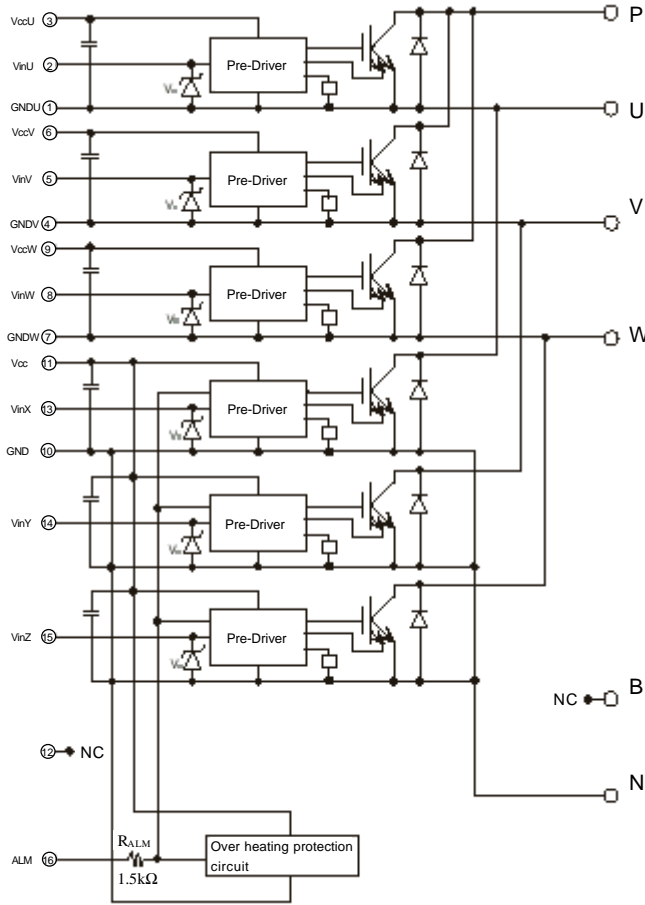 VccU 3
P
VinU 2
Pre-Driver
Vz
GNDU 1
U
VccV 6
VinV 5
Pre-Driver
Vz
GNDV 4
V
VccW 9
VinW 8
Pre-Driver
GNDW 7
W
Vcc 11
VinX 13
Pre-Driver
GND 10
VinY 14
Pre-Driver
VinZ 15
Pre-Driver
B
NC
12 NC
N
RALM
Over heating protection
circuit
ALM 16
1.5kΩ